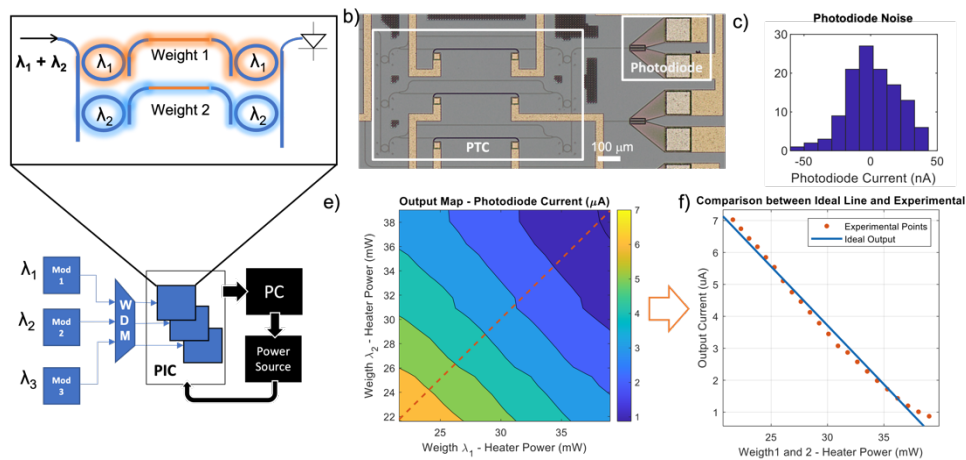 λ1 + λ2
λ1
Weight 1
λ1
λ2
Weight 2
λ2
b)
PTC
Photodiode
100 μm
c)
Photodiode Noise
30
20
10
0
-50
0
50
Photodiode Current (nA)
λ1
Mod
1
λ2
Mod
2
λ3
Mod
3
WDM
PIC
PC
Power
Source
e)
Output Map - Photodiode Current (μA)
38
36
34
32
30
28
26
24
22
25
30
35
Weigth λ2 - Heater Power (mW)
Weigth λ1 - Heater Power (mW)
7
6
5
4
3
2
1
f)
Comparison between Ideal Line and Experimental
Experimental Points
Ideal Output
7
6
5
4
3
2
1
25
30
35
Output Current (uA)
Weigth1 and 2 - Heater Power (mW)